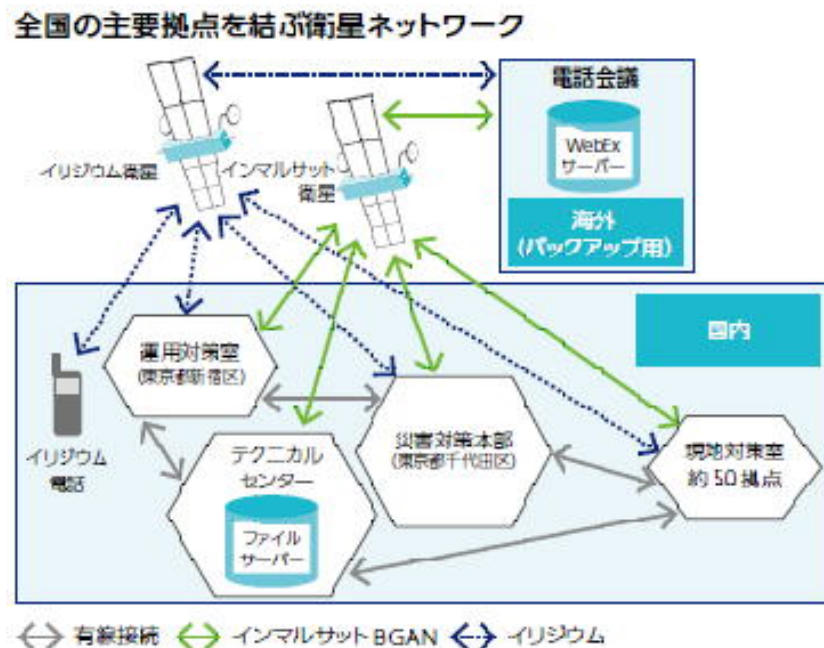 全国の主要拠点を結ぶ衛星ネットワーク
電話会議
WebEx
サーバー
海外
(バックアップ用)
イリジウム衛星
インマルサット
衛星
国内
運用対策室
(東京都新宿区)
イリジウム
電話
テクニカル
センター
ファイル
サーバー
災害対策本部
(東京都千代田区)
現地対策室
約50拠点
有線接続
インマルサットBGAN
イリジウム